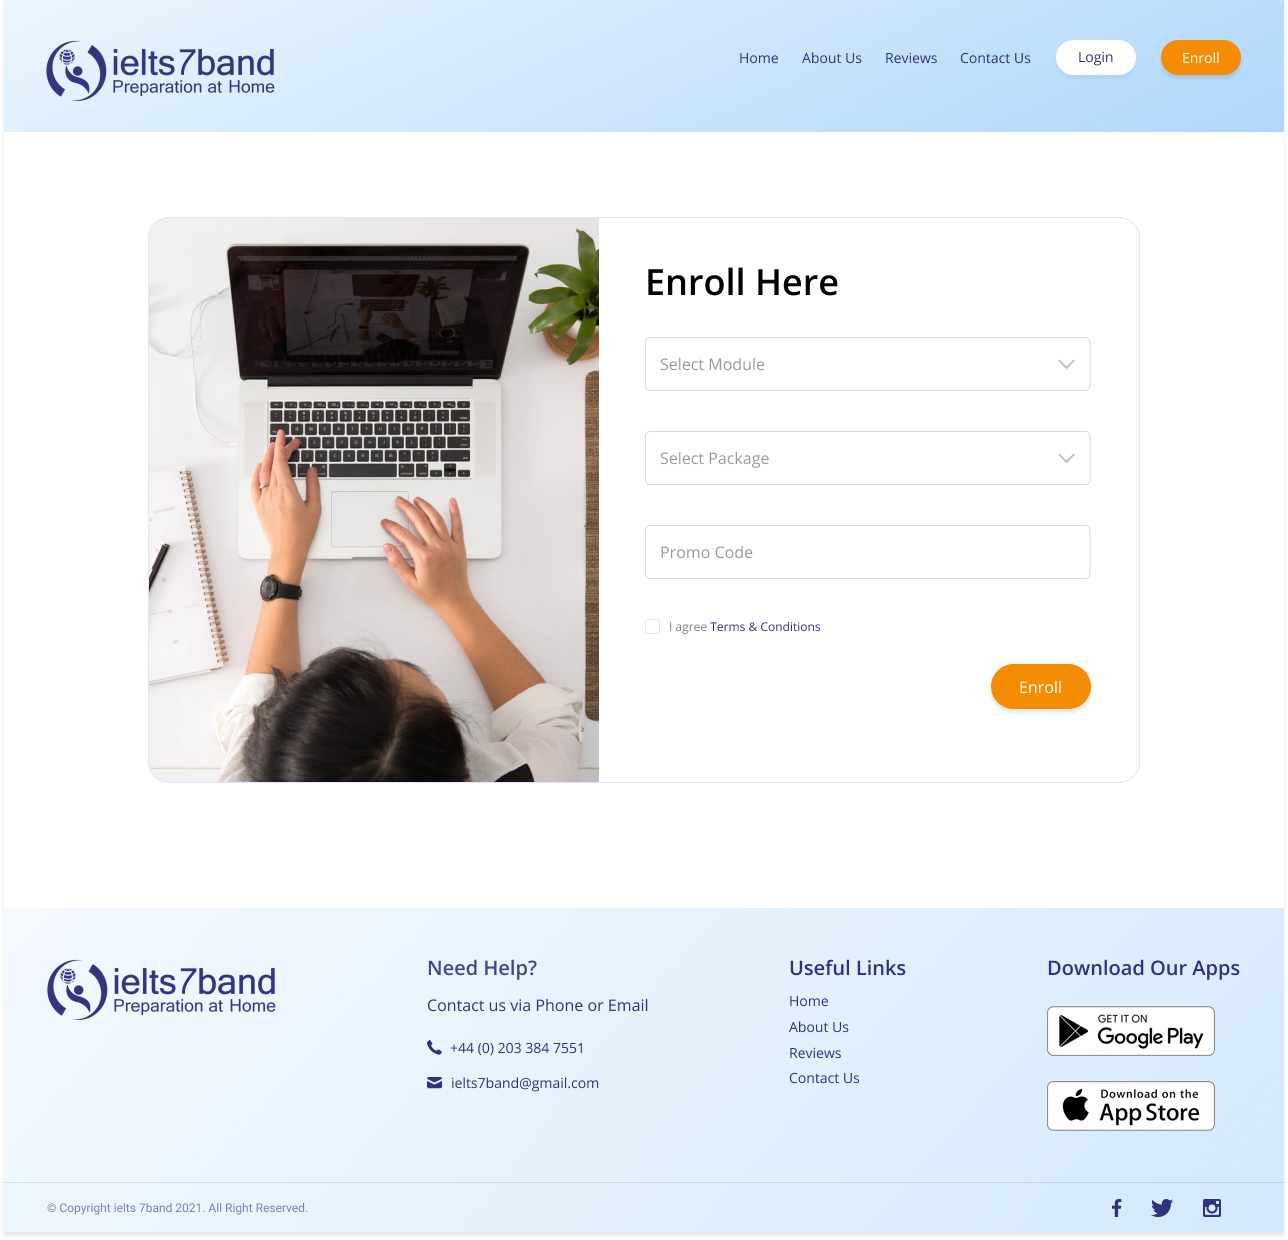 ielts7band
Preparation at Home
Home
About Us
Reviews
Contact Us
Login
Enroll
Enroll Here
Select Module
Select Package
Promo Code
I agree Terms & Conditions
Enroll
ielts7band
Preparation at Home
Need Help?
Contact us via Phone or Email
+44 (0) 203 384 7551
ielts7band@gmail.com
Useful Links
Home
About Us
Reviews
Contact Us
Download Our Apps
GET IT ON
Google Play
Download on the
App Store
© Copyright ielts 7band 2021. All Right Reserved.